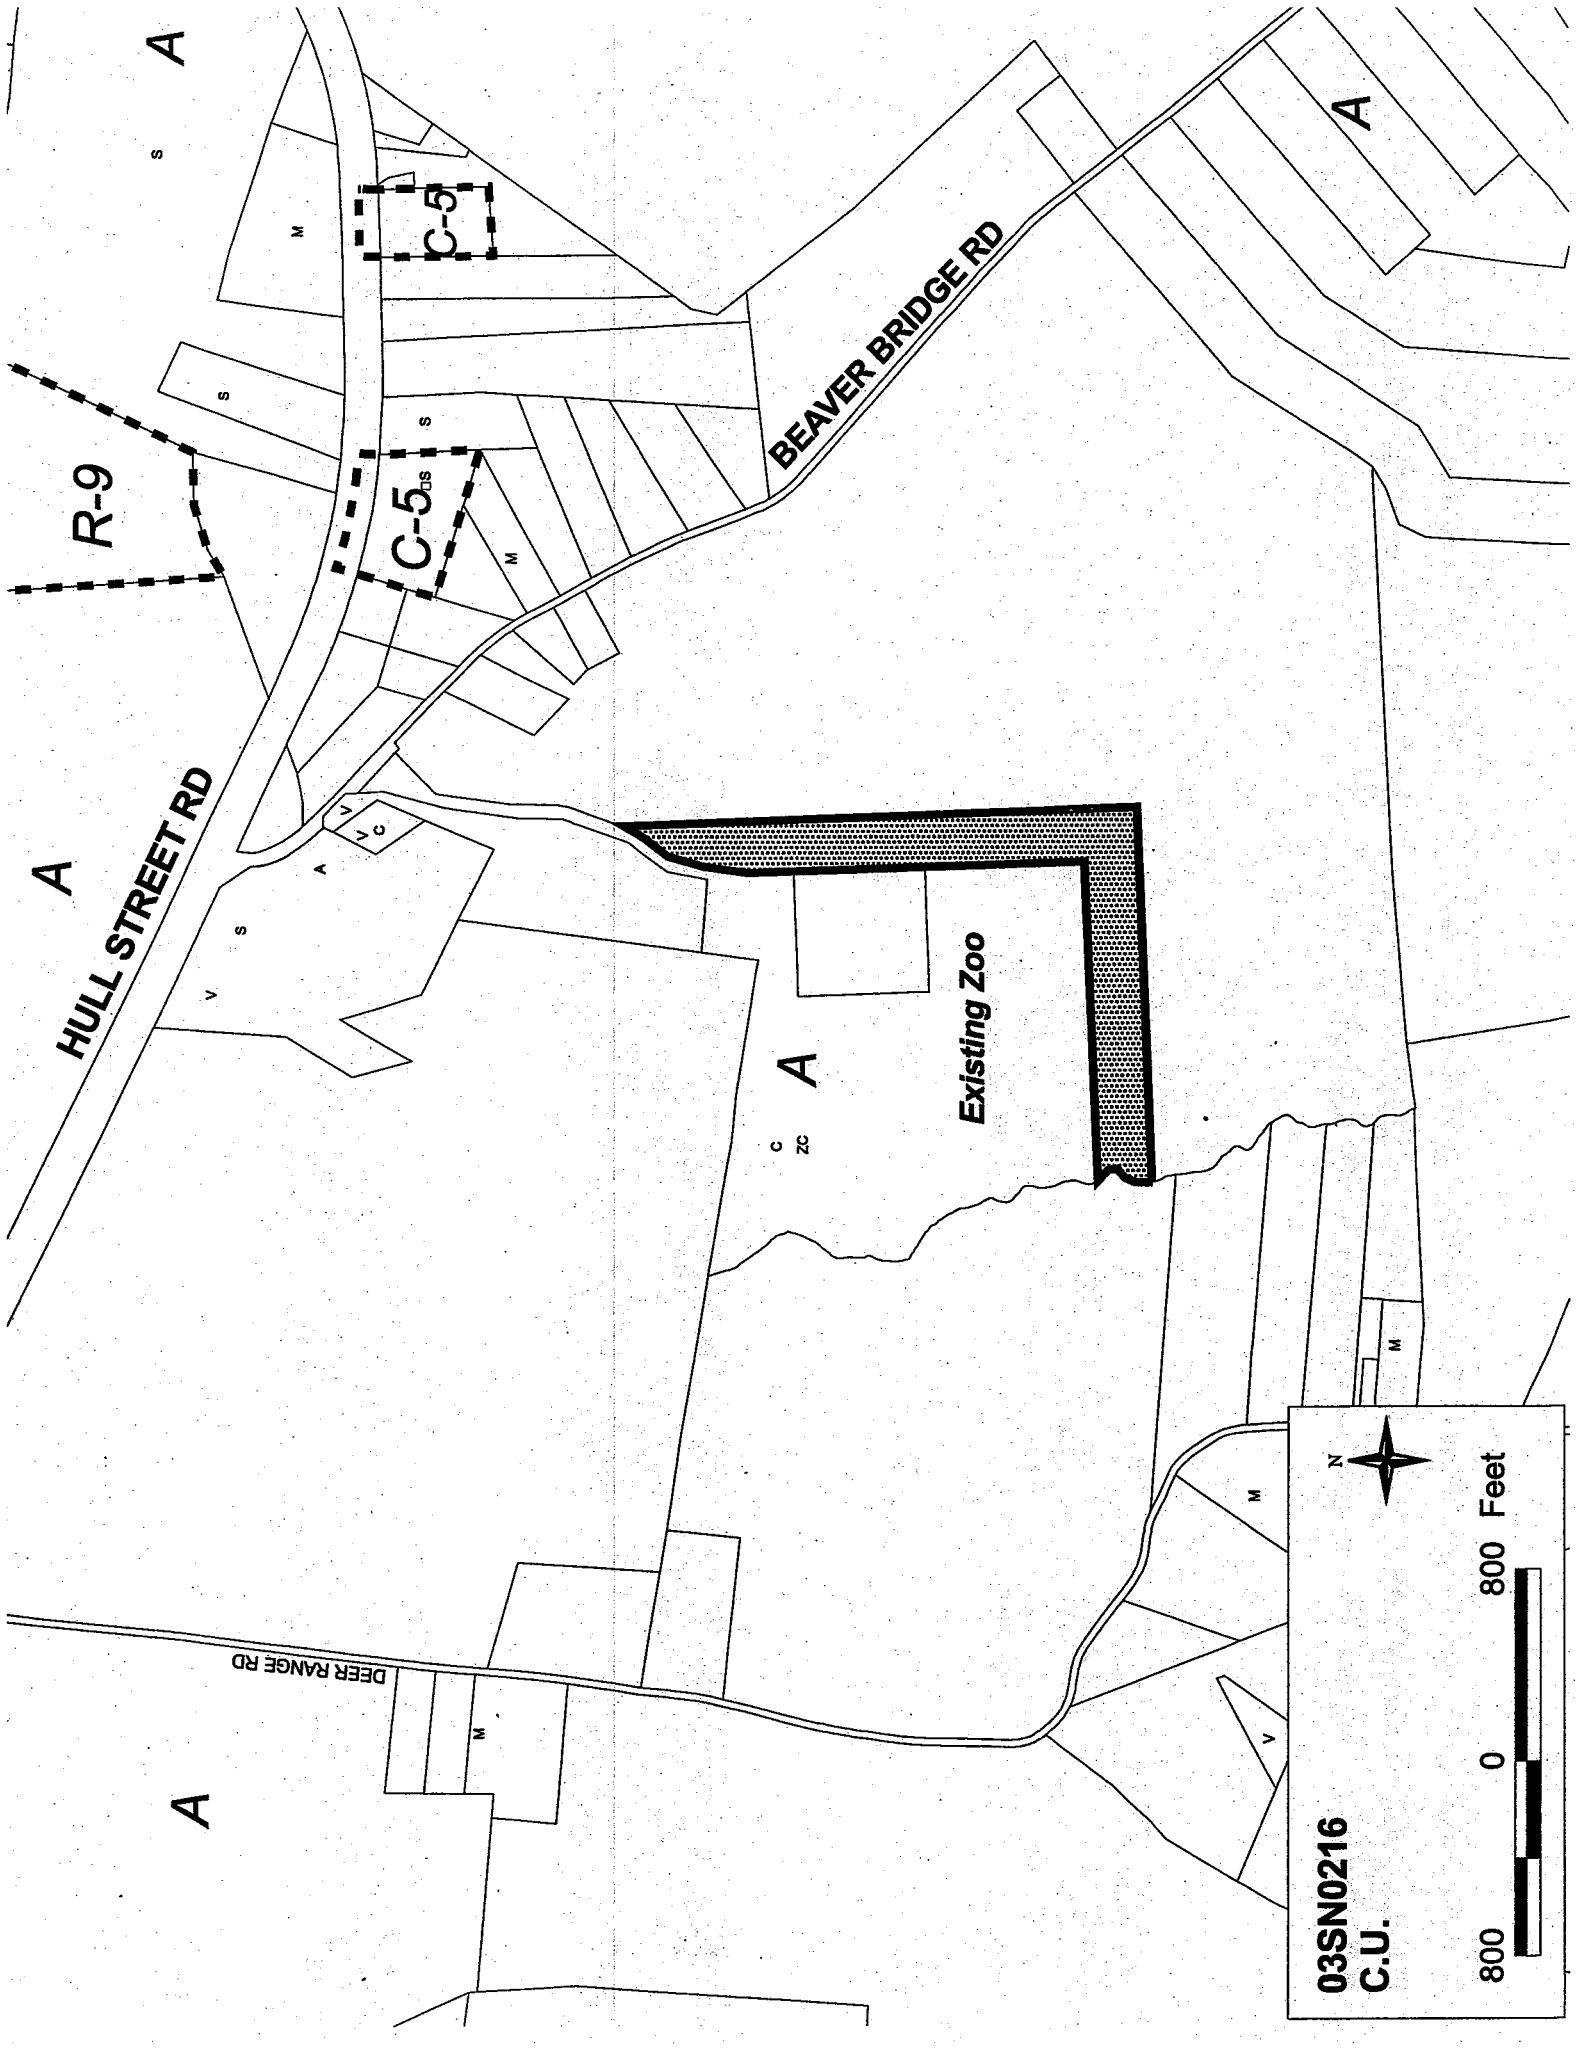 A
R-9
HULL STREET RD
A
S
A
V
S
S
M
DEER RANGE RD
A
V
V
C
C-5
S
S
C-5
M
M
C
ZC
A
BEAVER BRIDGE RD
Existing Zoo
M
V
A
M
N
03SN0216
C.U.
800 0 800 Feet